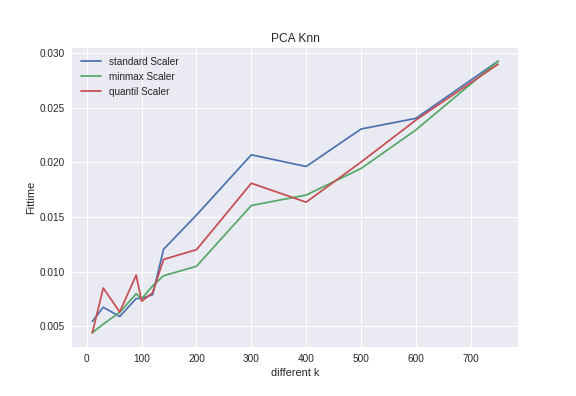 PCA Knn
0.030
0.025
0.020
0.015
0.010
0.005
Fittime
standard Scaler
minmax Scaler
quantil Scaler
0 100 200 300 400 500 600 700
different k